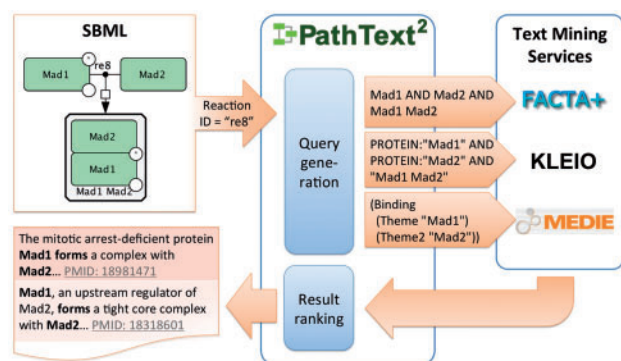 SBML
Mad1
re8
Mad2
Mad2
Mad1
Mad1 Mad2
Reaction
ID = "re8"
PathText2
Query
gene-
ration
Mad1 AND Mad2 AND
Mad1 Mad2
PROTEIN:"Mad1" AND
PROTEIN:"Mad2" AND
"Mad1 Mad2"
(Binding
(Theme "Mad1")
(Theme2 "Mad2"))
Text Mining
Services
FACTA+
KLEIO
MEDIE
Result
ranking
The mitotic arrest-deficient protein
Mad1 forms a complex with
Mad2... PMID: 18981471
Mad1, an upstream regulator of
Mad2, forms a tight core complex
with Mad2... PMID: 18318601